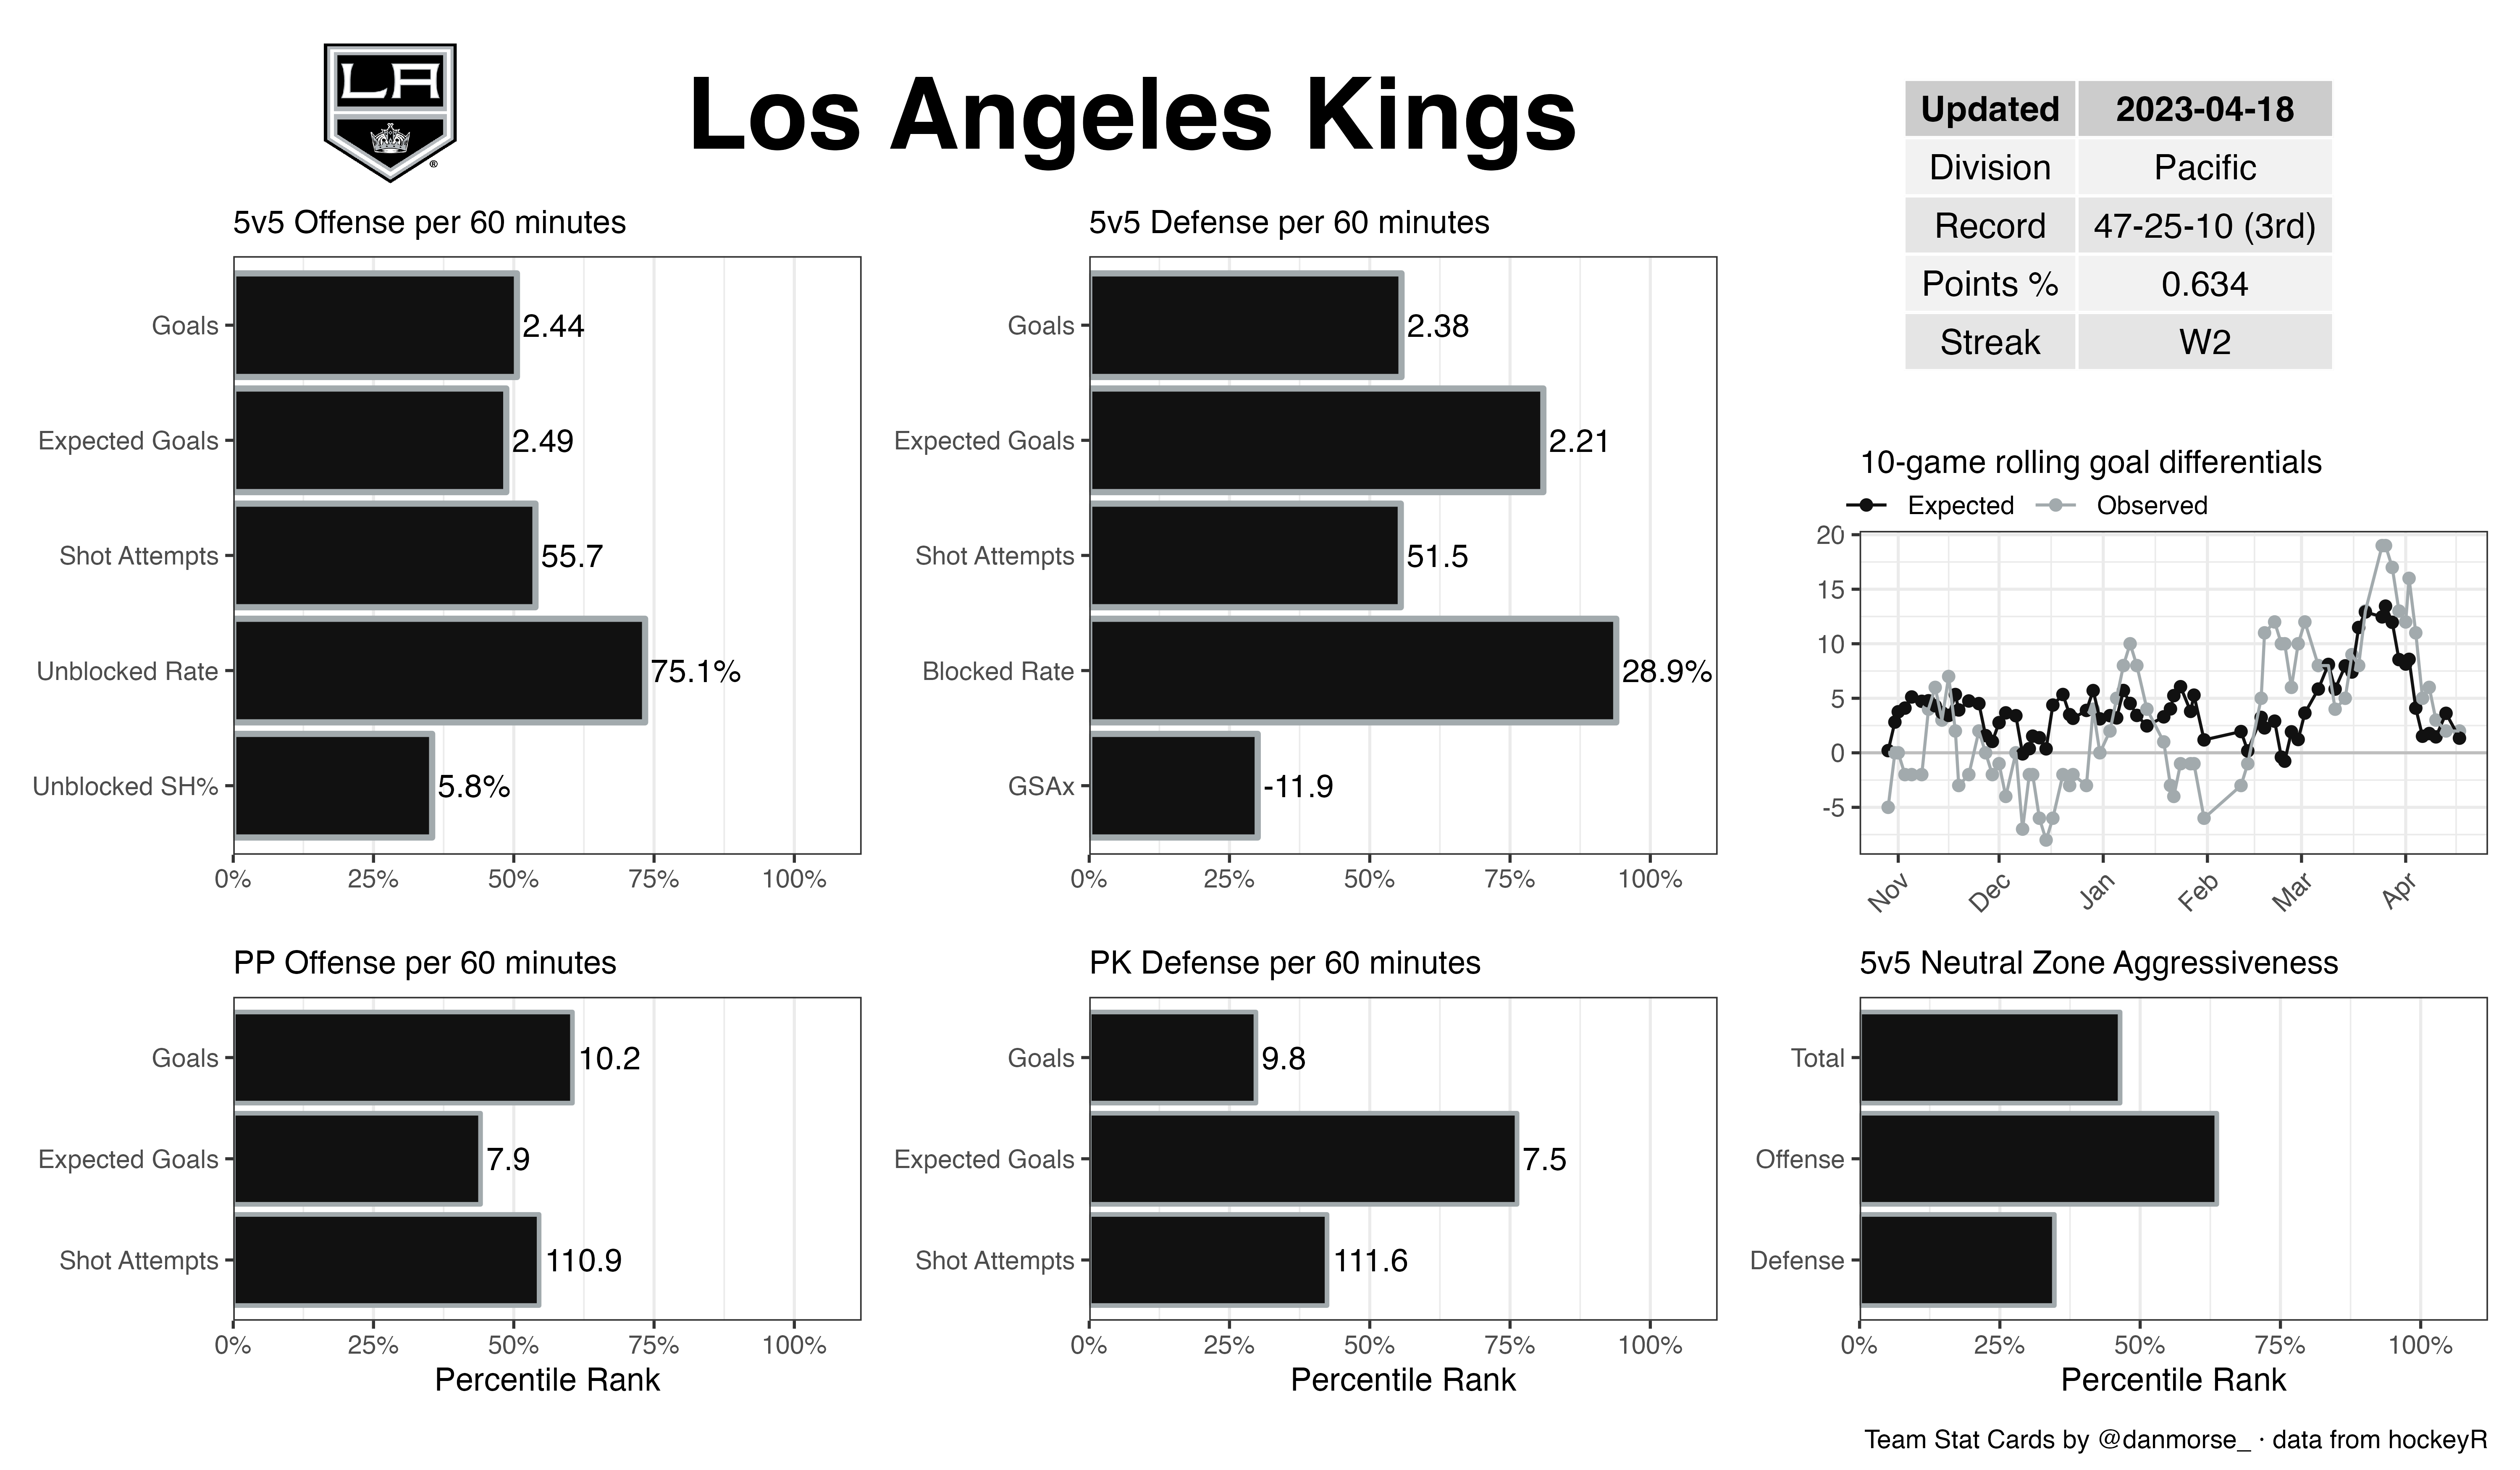 LA
®
Los Angeles Kings
Updated 2023-04-18
Division Pacific
Record 47-25-10 (3rd)
Points % 0.634
Streak W2
5v5 Offense per 60 minutes
Goals 2.44
Expected Goals 2.49
Shot Attempts 55.7
Unblocked Rate 75.1%
Unblocked SH% 5.8%
0% 25% 50% 75% 100%
5v5 Defense per 60 minutes
Goals 2.38
Expected Goals 2.21
Shot Attempts 51.5
Blocked Rate 28.9%
GSAx -11.9
0% 25% 50% 75% 100%
10-game rolling goal differentials
Expected Observed
20
15
10
5
0
-5
Nov Dec Jan Feb Mar Apr
PP Offense per 60 minutes
Goals 10.2
Expected Goals 7.9
Shot Attempts 110.9
0% 25% 50% 75% 100%
Percentile Rank
PK Defense per 60 minutes
Goals 9.8
Expected Goals 7.5
Shot Attempts 111.6
0% 25% 50% 75% 100%
Percentile Rank
5v5 Neutral Zone Aggressiveness
Total
Offense
Defense
0% 25% 50% 75% 100%
Percentile Rank
Team Stat Cards by @danmorse_ · data from hockeyR